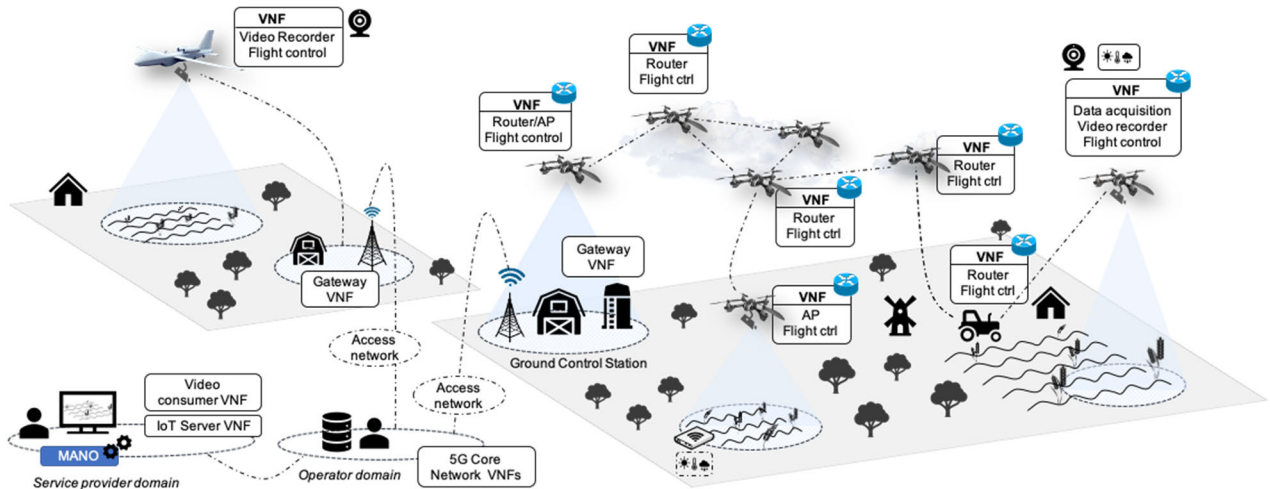 VNF
Video Recorder
Flight control
VNF
Router
Flight ctrl
VNF
Router/AP
Flight control
VNF
Data acquisition
Video recorder
Flight control
VNF
Router
Flight ctrl
VNF
Router
Flight ctrl
Gateway
VNF
Gateway
VNF
VNF
Router
Flight ctrl
VNF
AP
Flight ctrl
Access
network
Ground Control Station
Access
network
Video
consumer VNF
IoT Server VNF
MANO
Service provider domain
Operator domain
5G Core
Network VNFs